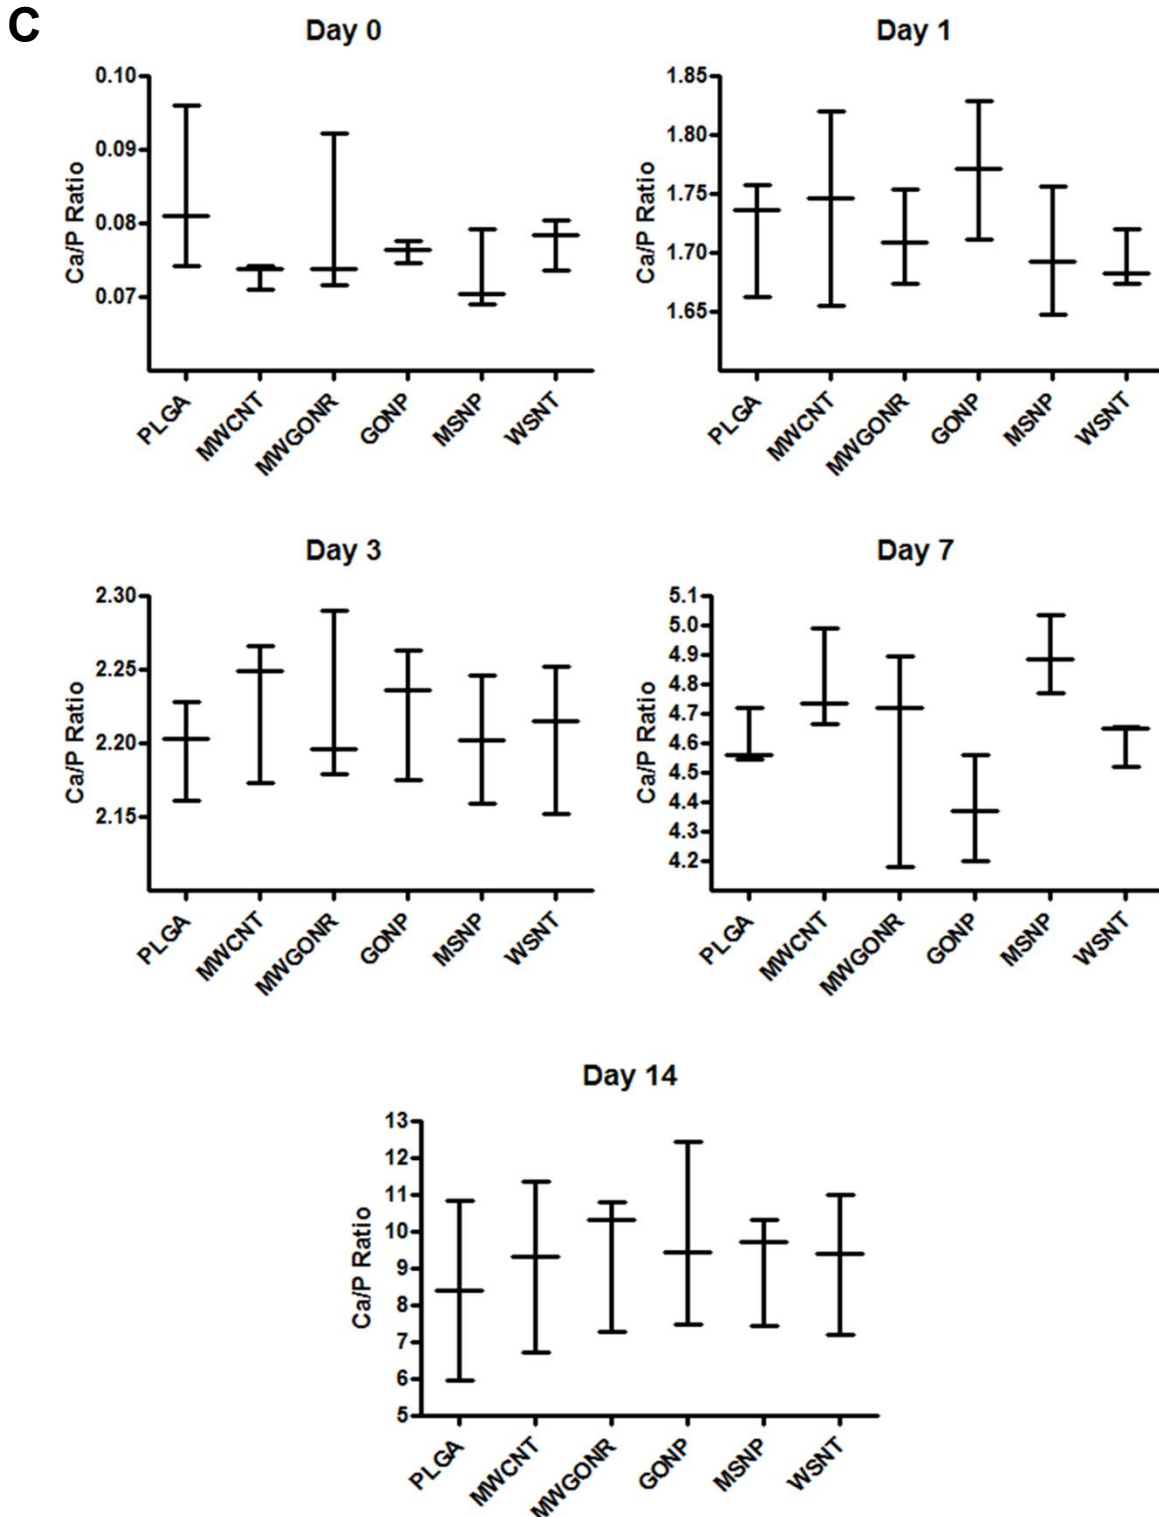 C
Day 0
Ca/P Ratio
0.10
0.09
0.08
0.07
PLGA
MWCNT
MWGONR
GONP
MSNP
WSNT
Day 1
Ca/P Ratio
1.85
1.80
1.75
1.70
1.65
PLGA
MWCNT
MWGONR
GONP
MSNP
WSNT
Day 3
Ca/P Ratio
2.30
2.25
2.20
2.15
PLGA
MWCNT
MWGONR
GONP
MSNP
WSNT
Day 7
Ca/P Ratio
5.1
5.0
4.9
4.8
4.7
4.6
4.5
4.4
4.3
4.2
PLGA
MWCNT
MWGONR
GONP
MSNP
WSNT
Day 14
Ca/P Ratio
13
12
11
10
9
8
7
6
5
PLGA
MWCNT
MWGONR
GONP
MSNP
WSNT